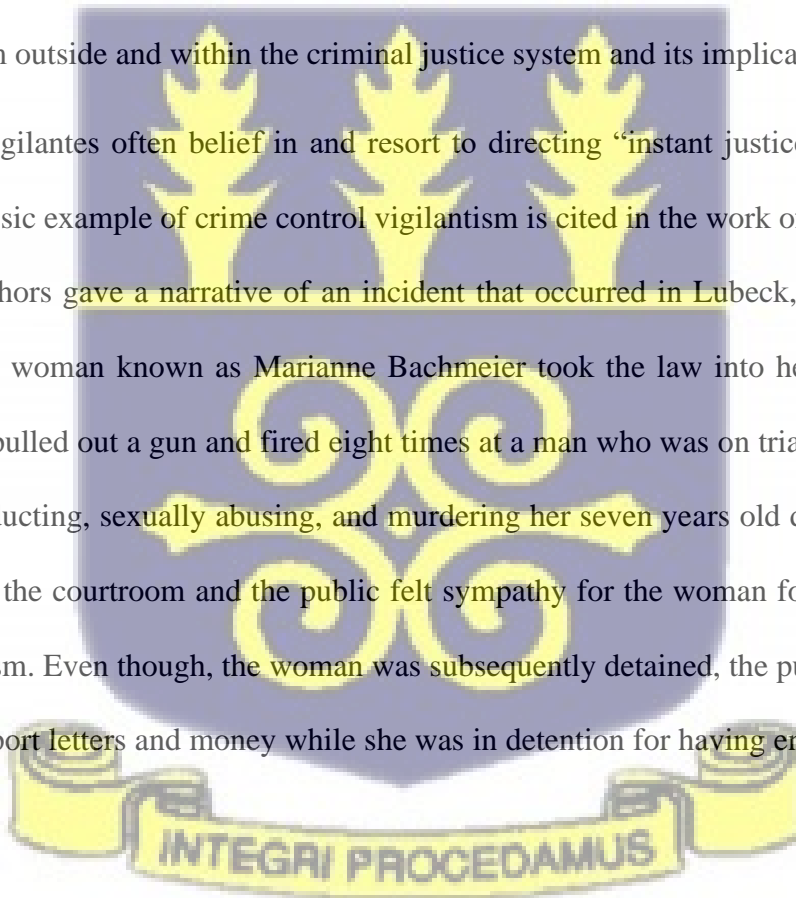 n outside and within the criminal justice system and its implica
gilantes often belief in and resort to directing “instant justice
sic example of crime control vigilantism is cited in the work of
hors gave a narrative of an incident that occurred in Lubeck,
woman known as Marianne Bachmeier took the law into he
pulled out a gun and fired eight times at a man who was on tria
ducting, sexually abusing, and murdering her seven years old
the courtroom and the public felt sympathy for the woman fo
sm. Even though, the woman was subsequently detained, the pu
port letters and money while she was in detention for having en
INTEGRI PROCEDAMUS